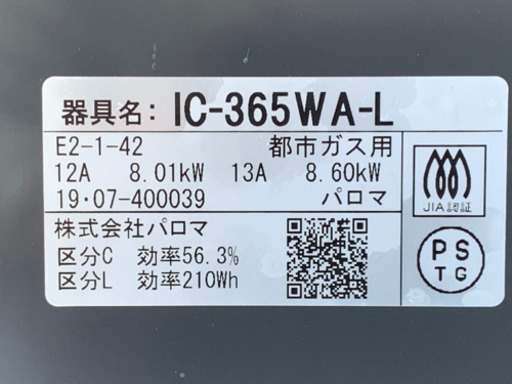 器具名: IC-365WA-L
E2-1-42 都市ガス用
12A 8.01kW 13A 8.60kW
19・07-400039 パロマ
JIA認証
株式会社パロマ
区分C 効率56.3%
区分L 効率210Wh
PS
TG